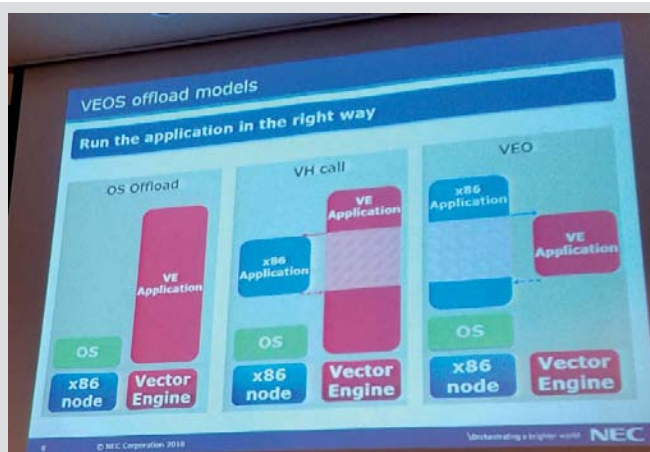 VEOS offload models
Run the application in the right way
OS Offload
VE
Application
OS
x86
node
Vector
Engine
VH call
VE
Application
x86
Application
OS
x86
node
Vector
Engine
VEO
x86
Application
VE
Application
OS
x86
node
Vector
Engine
© NEC Corporation 2018
\Orchestrating a brighter world
NEC